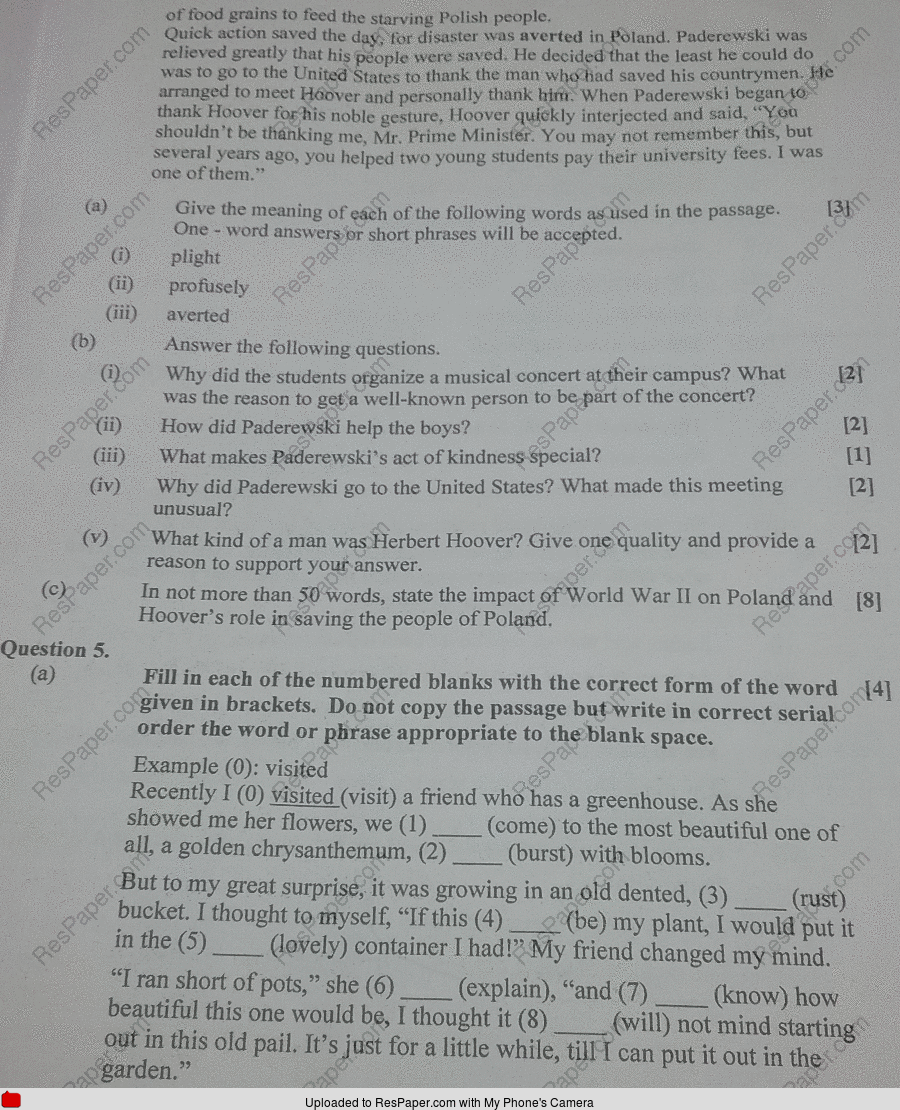 of food grains to feed the starving Polish people.
Quick action saved the day, for disaster was averted in Poland. Paderewski was
relieved greatly that his people were saved. He decided that the least he could do
was to go to the United States to thank the man who had saved his countrymen. He
arranged to meet Hoover and personally thank him. When Paderewski began to
thank Hoover for his noble gesture, Hoover quickly interjected and said, “You
shouldn’t be thanking me, Mr. Prime Minister. You may not remember this, but
several years ago, you helped two young students pay their university fees. I was
one of them.”
(a) Give the meaning of each of the following words as used in the passage. [3]
One - word answers or short phrases will be accepted.
(i) plight
(ii) profusely
(iii) averted
(b) Answer the following questions.
(i) Why did the students organize a musical concert at their campus? What [2]
was the reason to get a well-known person to be part of the concert?
(ii) How did Paderewski help the boys? [2]
(iii) What makes Paderewski’s act of kindness special? [1]
(iv) Why did Paderewski go to the United States? What made this meeting [2]
unusual?
(v) What kind of a man was Herbert Hoover? Give one quality and provide a [2]
reason to support your answer.
(c) In not more than 50 words, state the impact of World War II on Poland and [8]
Hoover’s role in saving the people of Poland.
Question 5.
(a) Fill in each of the numbered blanks with the correct form of the word [4]
given in brackets. Do not copy the passage but write in correct serial
order the word or phrase appropriate to the blank space.
Example (0): visited
Recently I (0) visited (visit) a friend who has a greenhouse. As she
showed me her flowers, we (1) ____ (come) to the most beautiful one of
all, a golden chrysanthemum, (2) ____ (burst) with blooms.
But to my great surprise, it was growing in an old dented, (3) ____ (rust)
bucket. I thought to myself, “If this (4) ____ (be) my plant, I would put it
in the (5) ____ (lovely) container I had!” My friend changed my mind.
“I ran short of pots,” she (6) ____ (explain), “and (7) ____ (know) how
beautiful this one would be, I thought it (8) ____ (will) not mind starting
out in this old pail. It’s just for a little while, till I can put it out in the
garden.”
Uploaded to ResPaper.com with My Phone's Camera